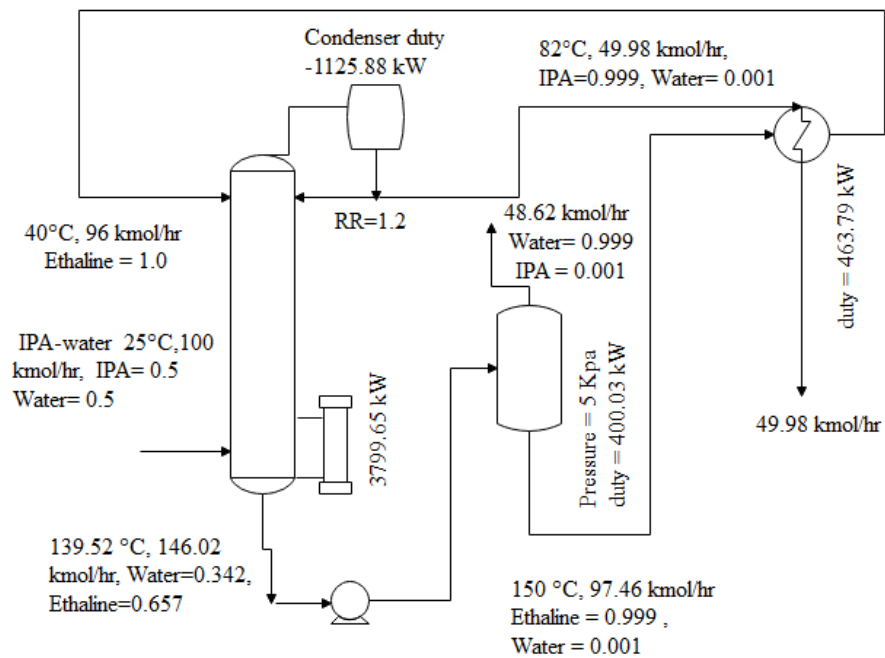 Condenser duty
-1125.88 kW
82°C, 49.98 kmol/hr,
IPA=0.999, Water= 0.001
RR=1.2
48.62 kmol/hr
Water= 0.999
IPA = 0.001
duty = 463.79 kW
40°C, 96 kmol/hr
Ethaline = 1.0
IPA-water 25°C,100
kmol/hr, IPA= 0.5
Water= 0.5
3799.65 kW
Pressure = 5 Kpa
duty = 400.03 kW
49.98 kmol/hr
139.52 °C, 146.02
kmol/hr, Water=0.342,
Ethaline=0.657
150 °C, 97.46 kmol/hr
Ethaline = 0.999 ,
Water = 0.001